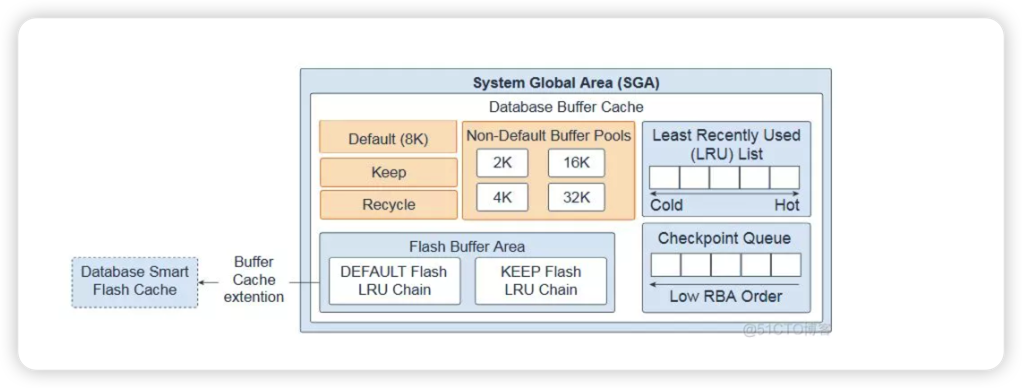 System Global Area (SGA)
Database Buffer Cache
Default (8K)
Keep
Recycle
Non-Default Buffer Pools
2K
16K
4K
32K
Least Recently Used
(LRU) List
Cold
Hot
Flash Buffer Area
DEFAULT Flash
LRU Chain
KEEP Flash
LRU Chain
Checkpoint Queue
Low RBA Order
Database Smart
Flash Cache
Buffer
Cache
extention
@51CTO博客